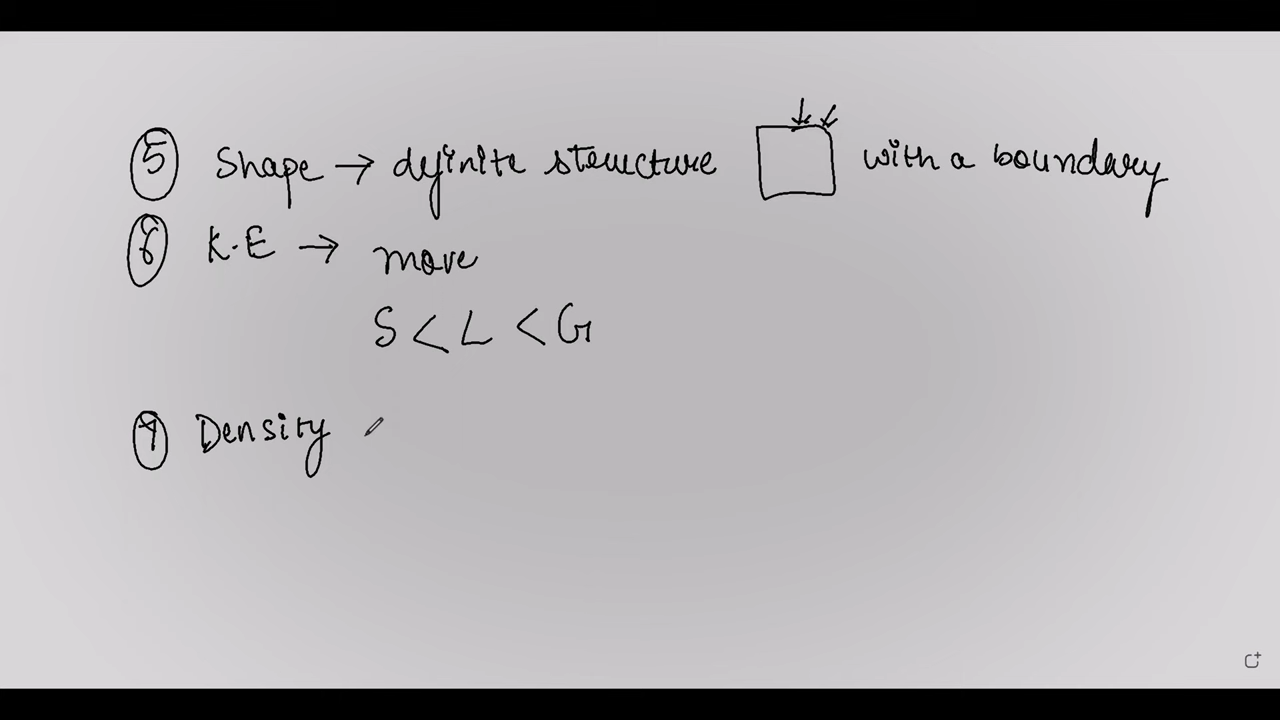 5 Shape → definite structure with a boundary
6 K.E → move
S < L < G
7 Density